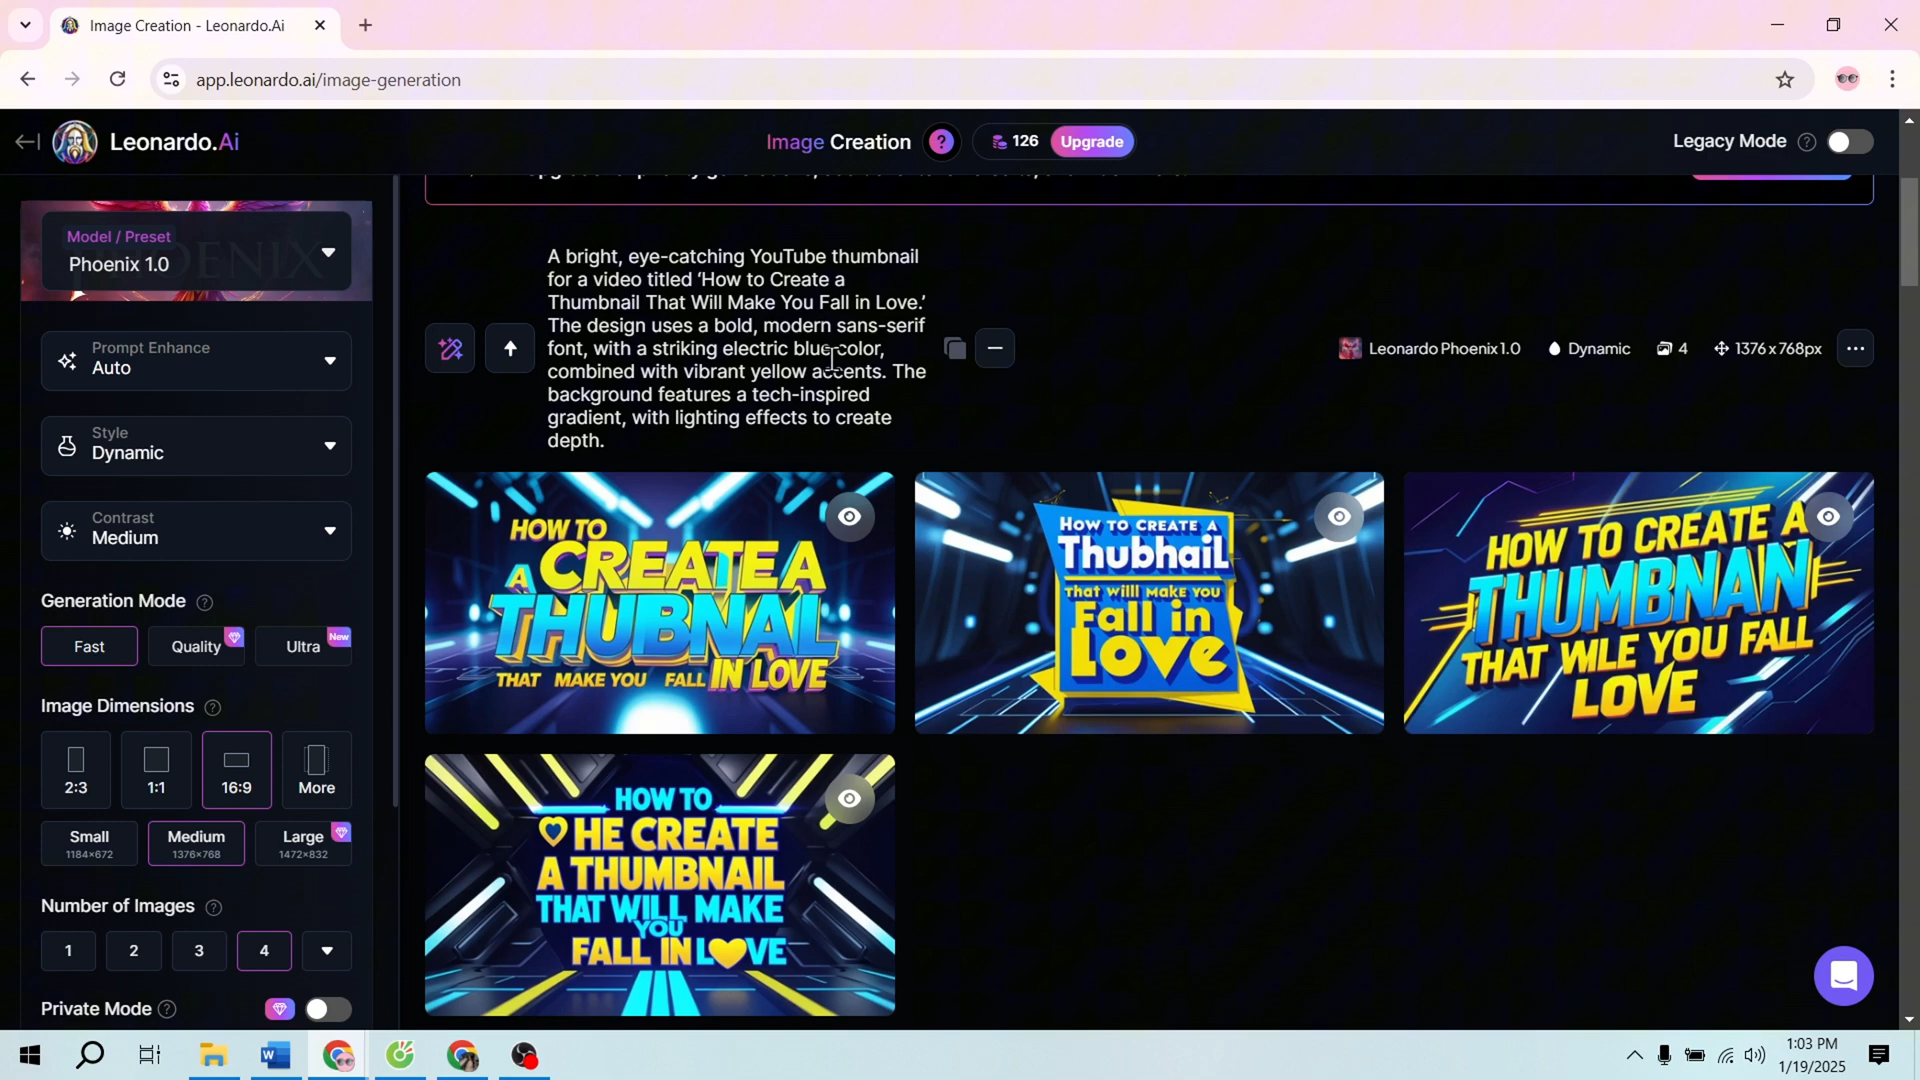 Image Creation - Leonardo.Ai
app.leonardo.ai/image-generation
Leonardo.Ai
Image Creation
?
126
Upgrade
Legacy Mode
?
Model / Preset
Phoenix 1.0
Prompt Enhance
Auto
Style
Dynamic
Contrast
Medium
Generation Mode ?
Fast
Quality
Ultra
New
Image Dimensions ?
2:3
1:1
16:9
More
Small
1184×672
Medium
1376×768
Large
1472×832
Number of Images ?
1
2
3
4
Private Mode ?
A bright, eye-catching YouTube thumbnail
for a video titled ‘How to Create a
Thumbnail That Will Make You Fall in Love.’
The design uses a bold, modern sans-serif
font, with a striking electric blue color,
combined with vibrant yellow accents. The
background features a tech-inspired
gradient, with lighting effects to create
depth.
Leonardo Phoenix 1.0
Dynamic
4
1376 x 768px
HOW TO
A CREATE A
THUBNAL
THAT MAKE YOU FALL IN LOVE
HOW TO CREATE A
Thubhail
That willl make you
Fall in
Love
HOW TO CREATE A
THUMBNAN
THAT WLE YOU FALL
LOVE
HOW TO
HE CREATE
A THUMBNAIL
THAT WILL MAKE
YOU
FALL IN LOVE
1:03 PM
1/19/2025